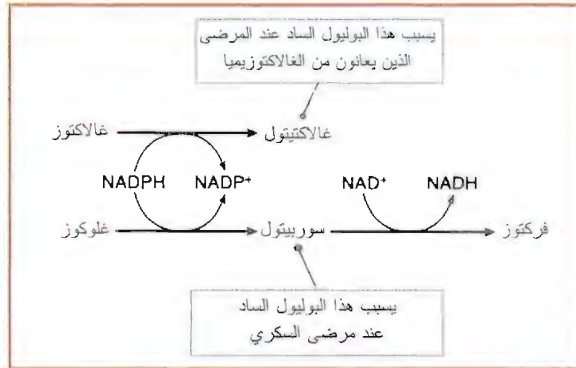 يسبب هذا البوليول الساد عند المرضى
الذين يعانون من الغالاكتوزيميا
غالاكتوز
غالاكتيتول
NADPH
NADP+
NAD+
NADH
غلوكوز
سوربيتول
فركتوز
يسبب هذا البوليول الساد
عند مرضى السكري